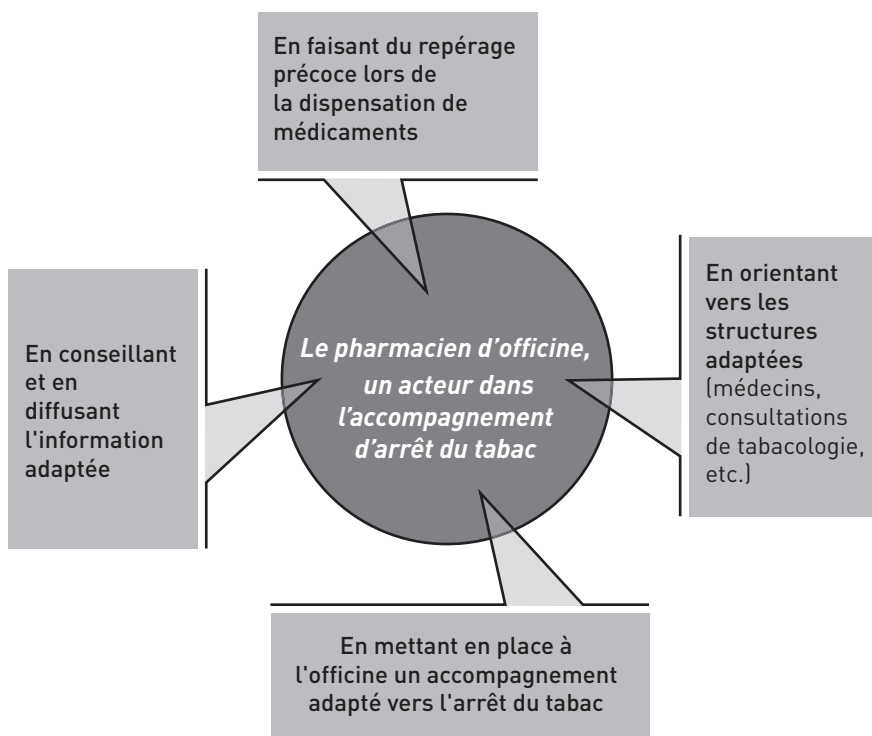 En faisant du repérage
précoce lors de
la dispensation de
médicaments
En conseillant
et en
diffusant
l'information
adaptée
Le pharmacien d’officine,
un acteur dans
l’accompagnement
d’arrêt du tabac
En orientant
vers les
structures
adaptées
(médecins,
consultations
de tabacologie,
etc.)
En mettant en place à
l'officine un accompagnement
adapté vers l'arrêt du tabac